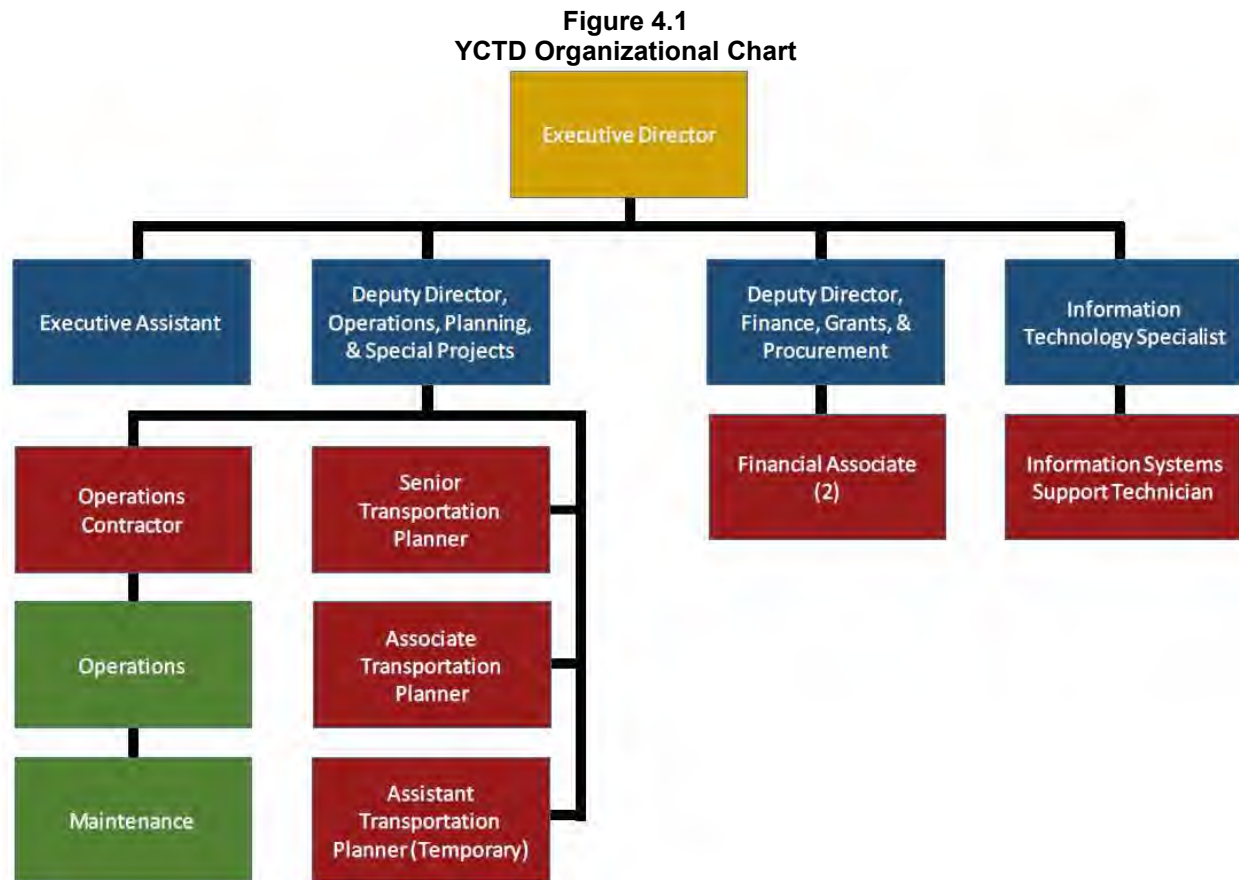 Figure 4.1
YCTD Organizational Chart
Executive Director
Executive Assistant
Deputy Director,
Operations, Planning,
& Special Projects
Deputy Director,
Finance, Grants, &
Procurement
Information
Technology Specialist
Operations
Contractor
Senior
Transportation
Planner
Financial Associate
(2)
Information Systems
Support Technician
Operations
Associate
Transportation
Planner
Maintenance
Assistant
Transportation
Planner (Temporary)